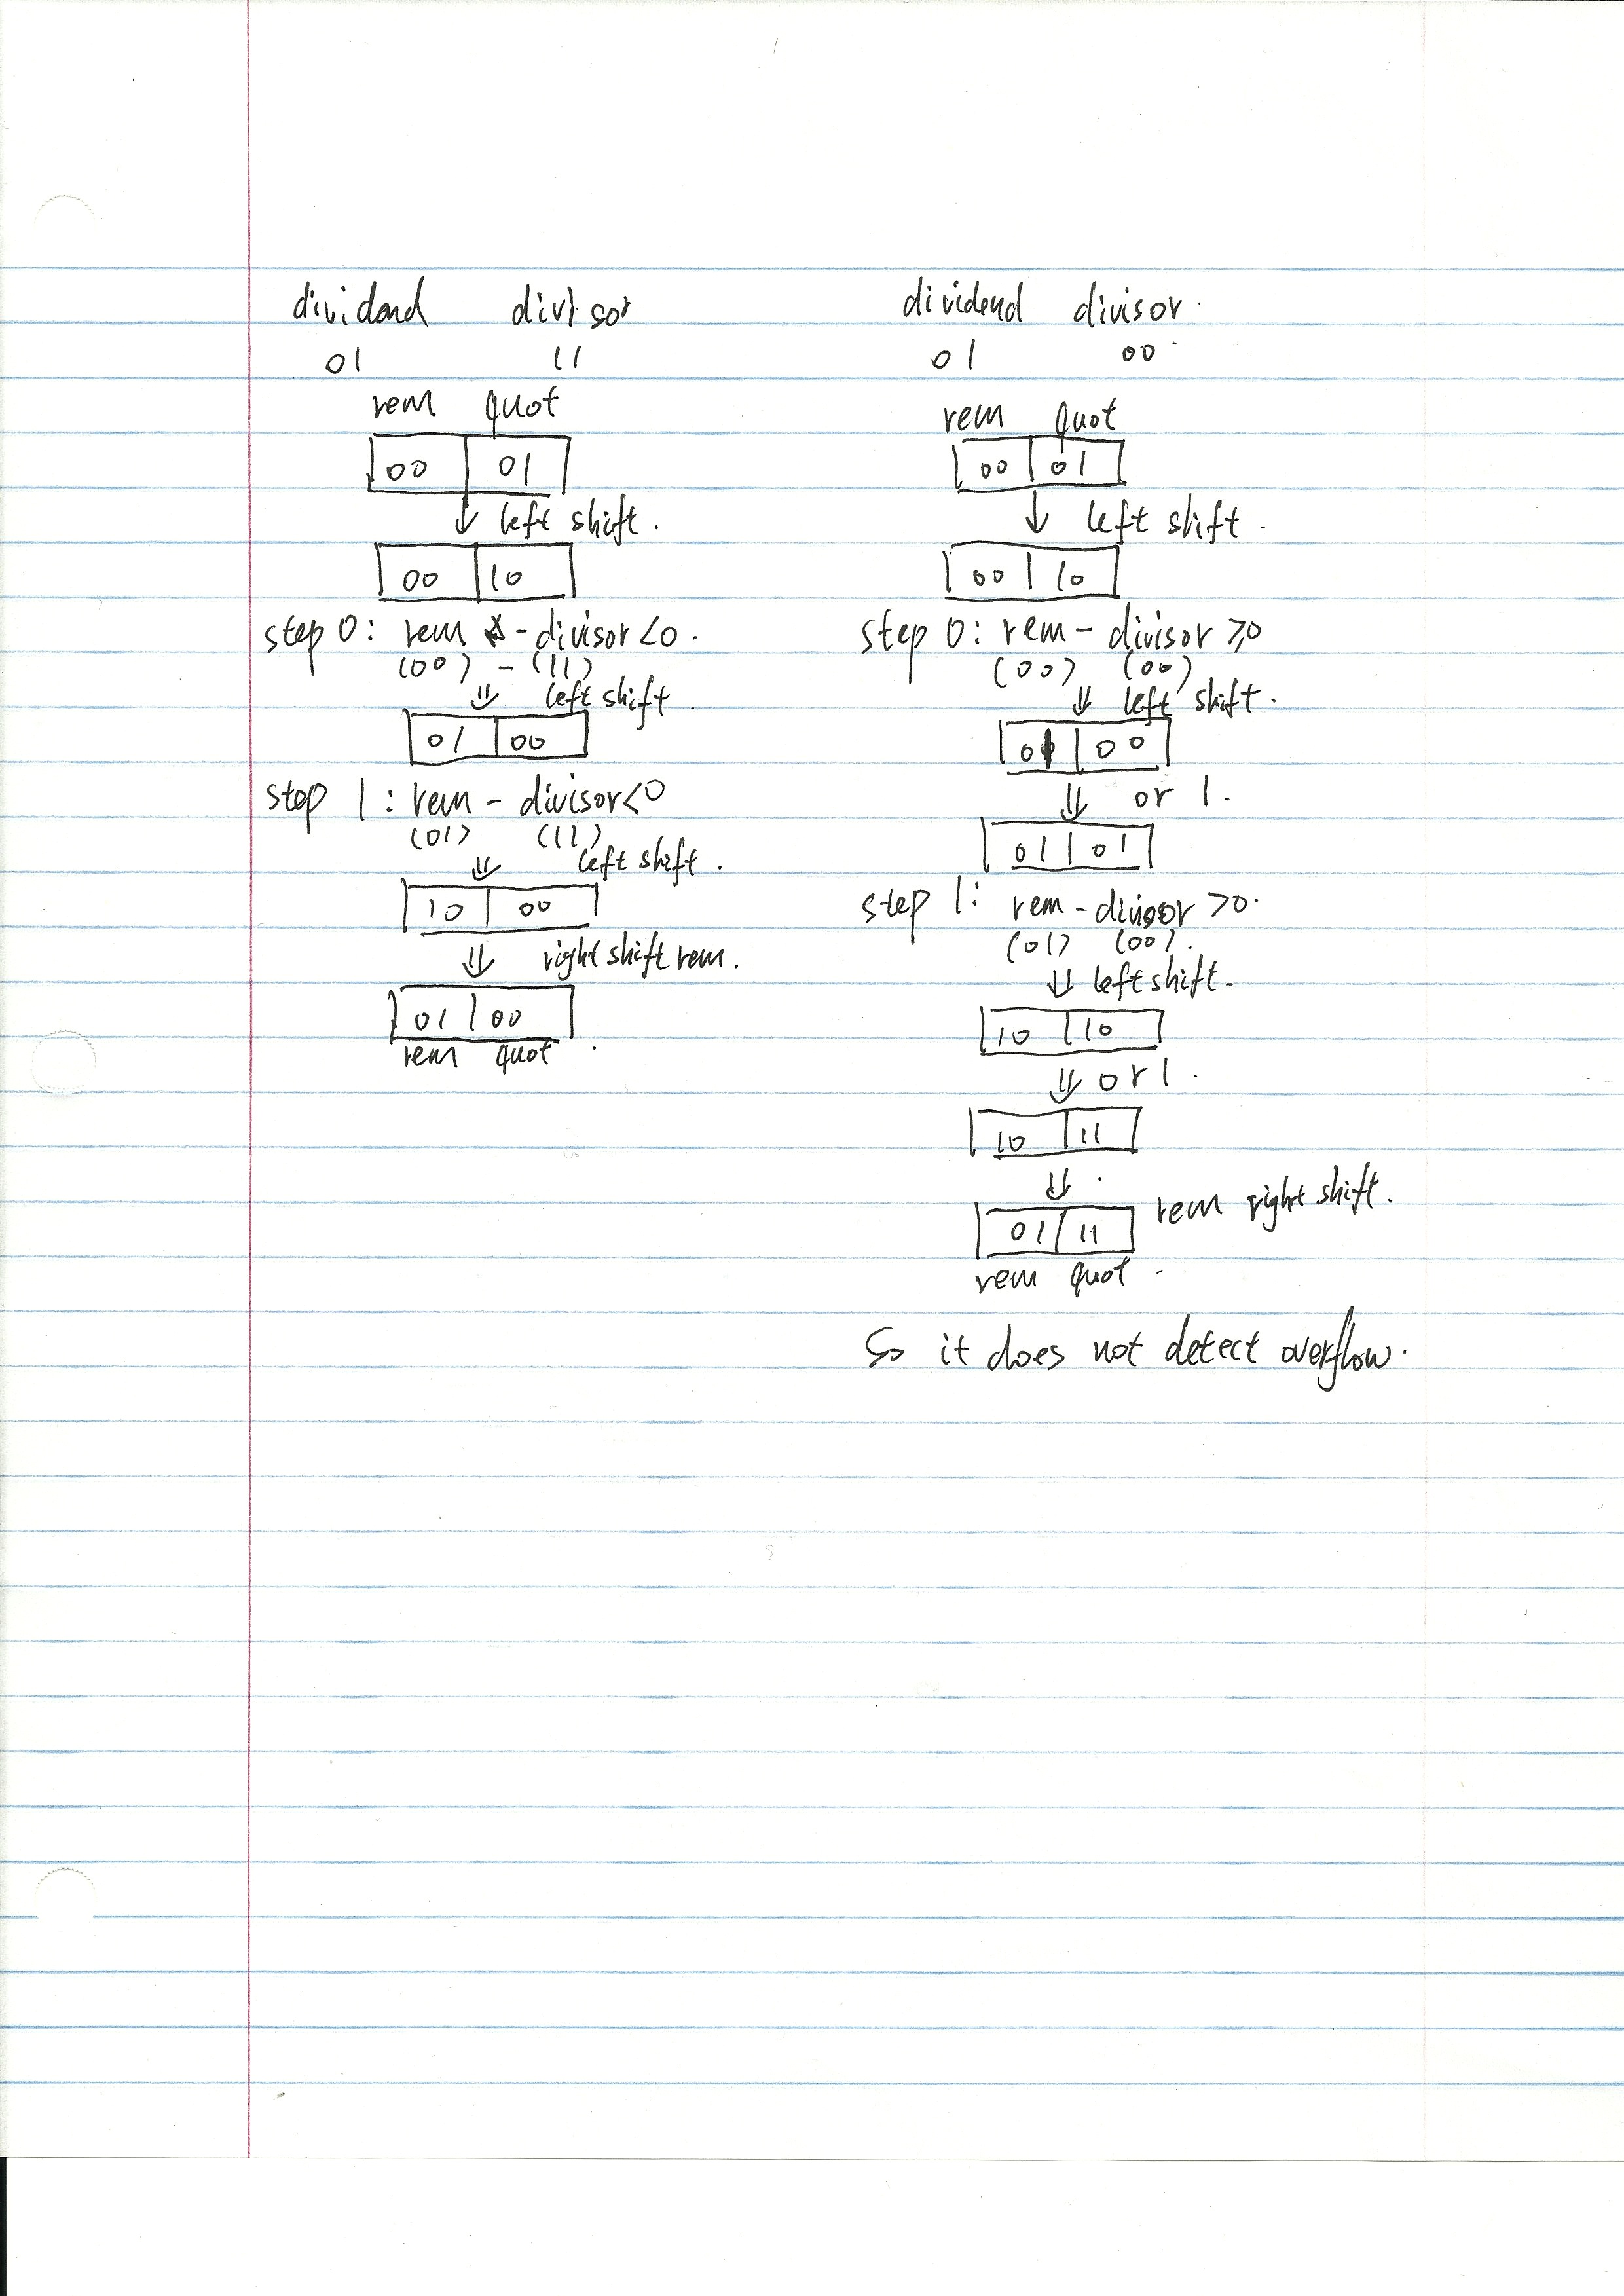 dividend divisor
01 11
rem quot
00 01
left shift.
00 10
step 0: rem - divisor<0.
(00) - (11)
left shift.
01 00
step 1: rem - divisor<0
(01) (11)
left shift.
10 00
right shift rem.
01 00
rem quot.
dividend divisor.
01 00
rem quot
00 01
left shift.
00 10
step 0: rem - divisor ≥0
(00) (00)
left shift.
01 00
or 1.
01 01
step 1: rem - divisor >0.
(01) (00).
left shift.
10 10
or 1.
10 11
rem right shift.
01 11
rem quot.
So it does not detect overflow.